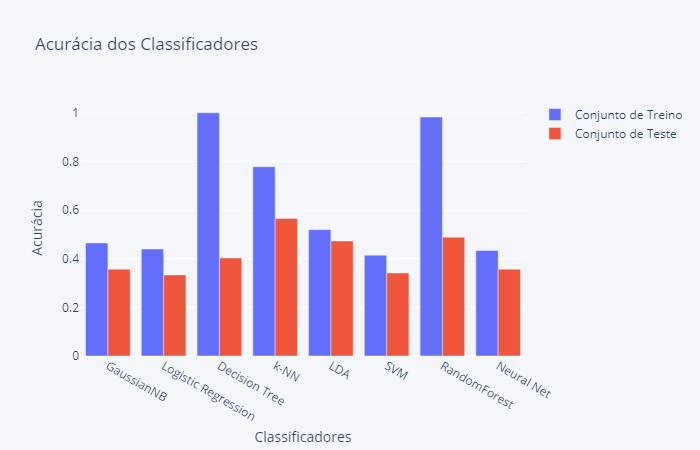 Acurácia dos Classificadores
Conjunto de Treino
Conjunto de Teste
Acurácia
1
0.8
0.6
0.4
0.2
0
GaussianNB
Logistic Regression
Decision Tree
k-NN
LDA
SVM
RandomForest
Neural Net
Classificadores